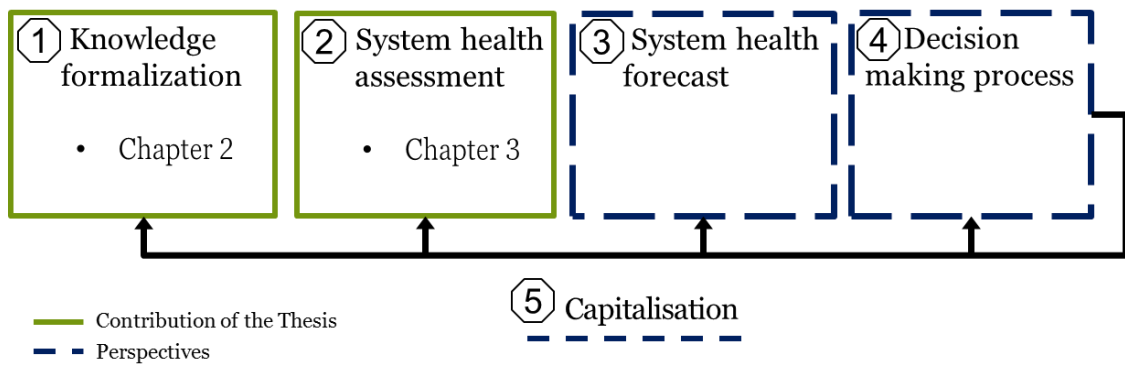 1 Knowledge
formalization
• Chapter 2
2 System health
assessment
• Chapter 3
3 System health
forecast
4 Decision
making process
5 Capitalisation
Contribution of the Thesis
Perspectives